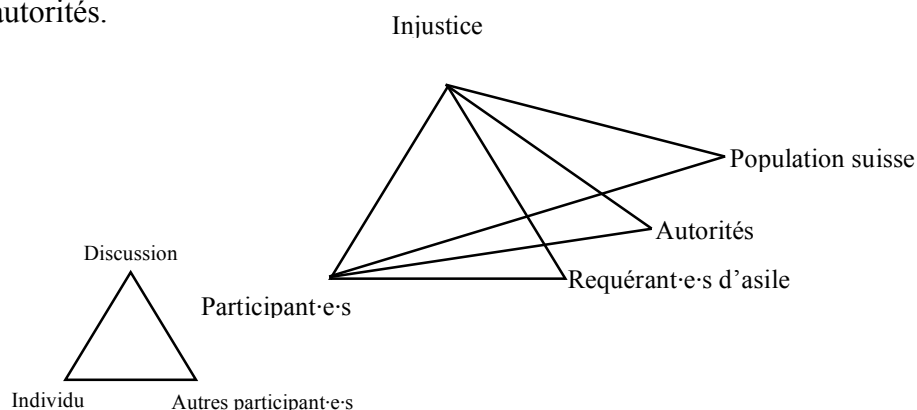 autorités.
Injustice
Population suisse
Autorités
Requérant·e·s d’asile
Participant·e·s
Discussion
Individu
Autres participant·e·s